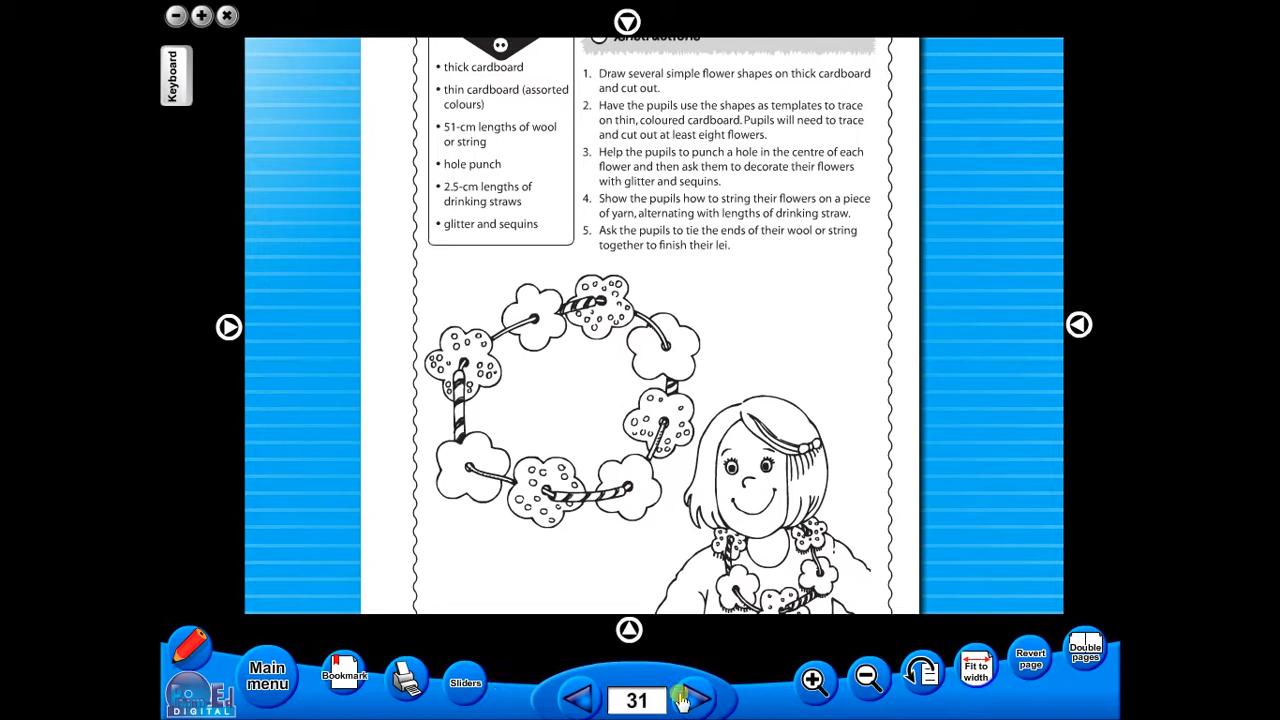 Keyboard
Instructions
• thick cardboard
• thin cardboard (assorted
colours)
• 51-cm lengths of wool
or string
• hole punch
• 2.5-cm lengths of
drinking straws
• glitter and sequins
1. Draw several simple flower shapes on thick cardboard
and cut out.
2. Have the pupils use the shapes as templates to trace
on thin, coloured cardboard. Pupils will need to trace
and cut out at least eight flowers.
3. Help the pupils to punch a hole in the centre of each
flower and then ask them to decorate their flowers
with glitter and sequins.
4. Show the pupils how to string their flowers on a piece
of yarn, alternating with lengths of drinking straw.
5. Ask the pupils to tie the ends of their wool or string
together to finish their lei.
Main
menu
Bookmark
Sliders
31
Fit to
width
Revert
page
Double
pages
DIGITAL